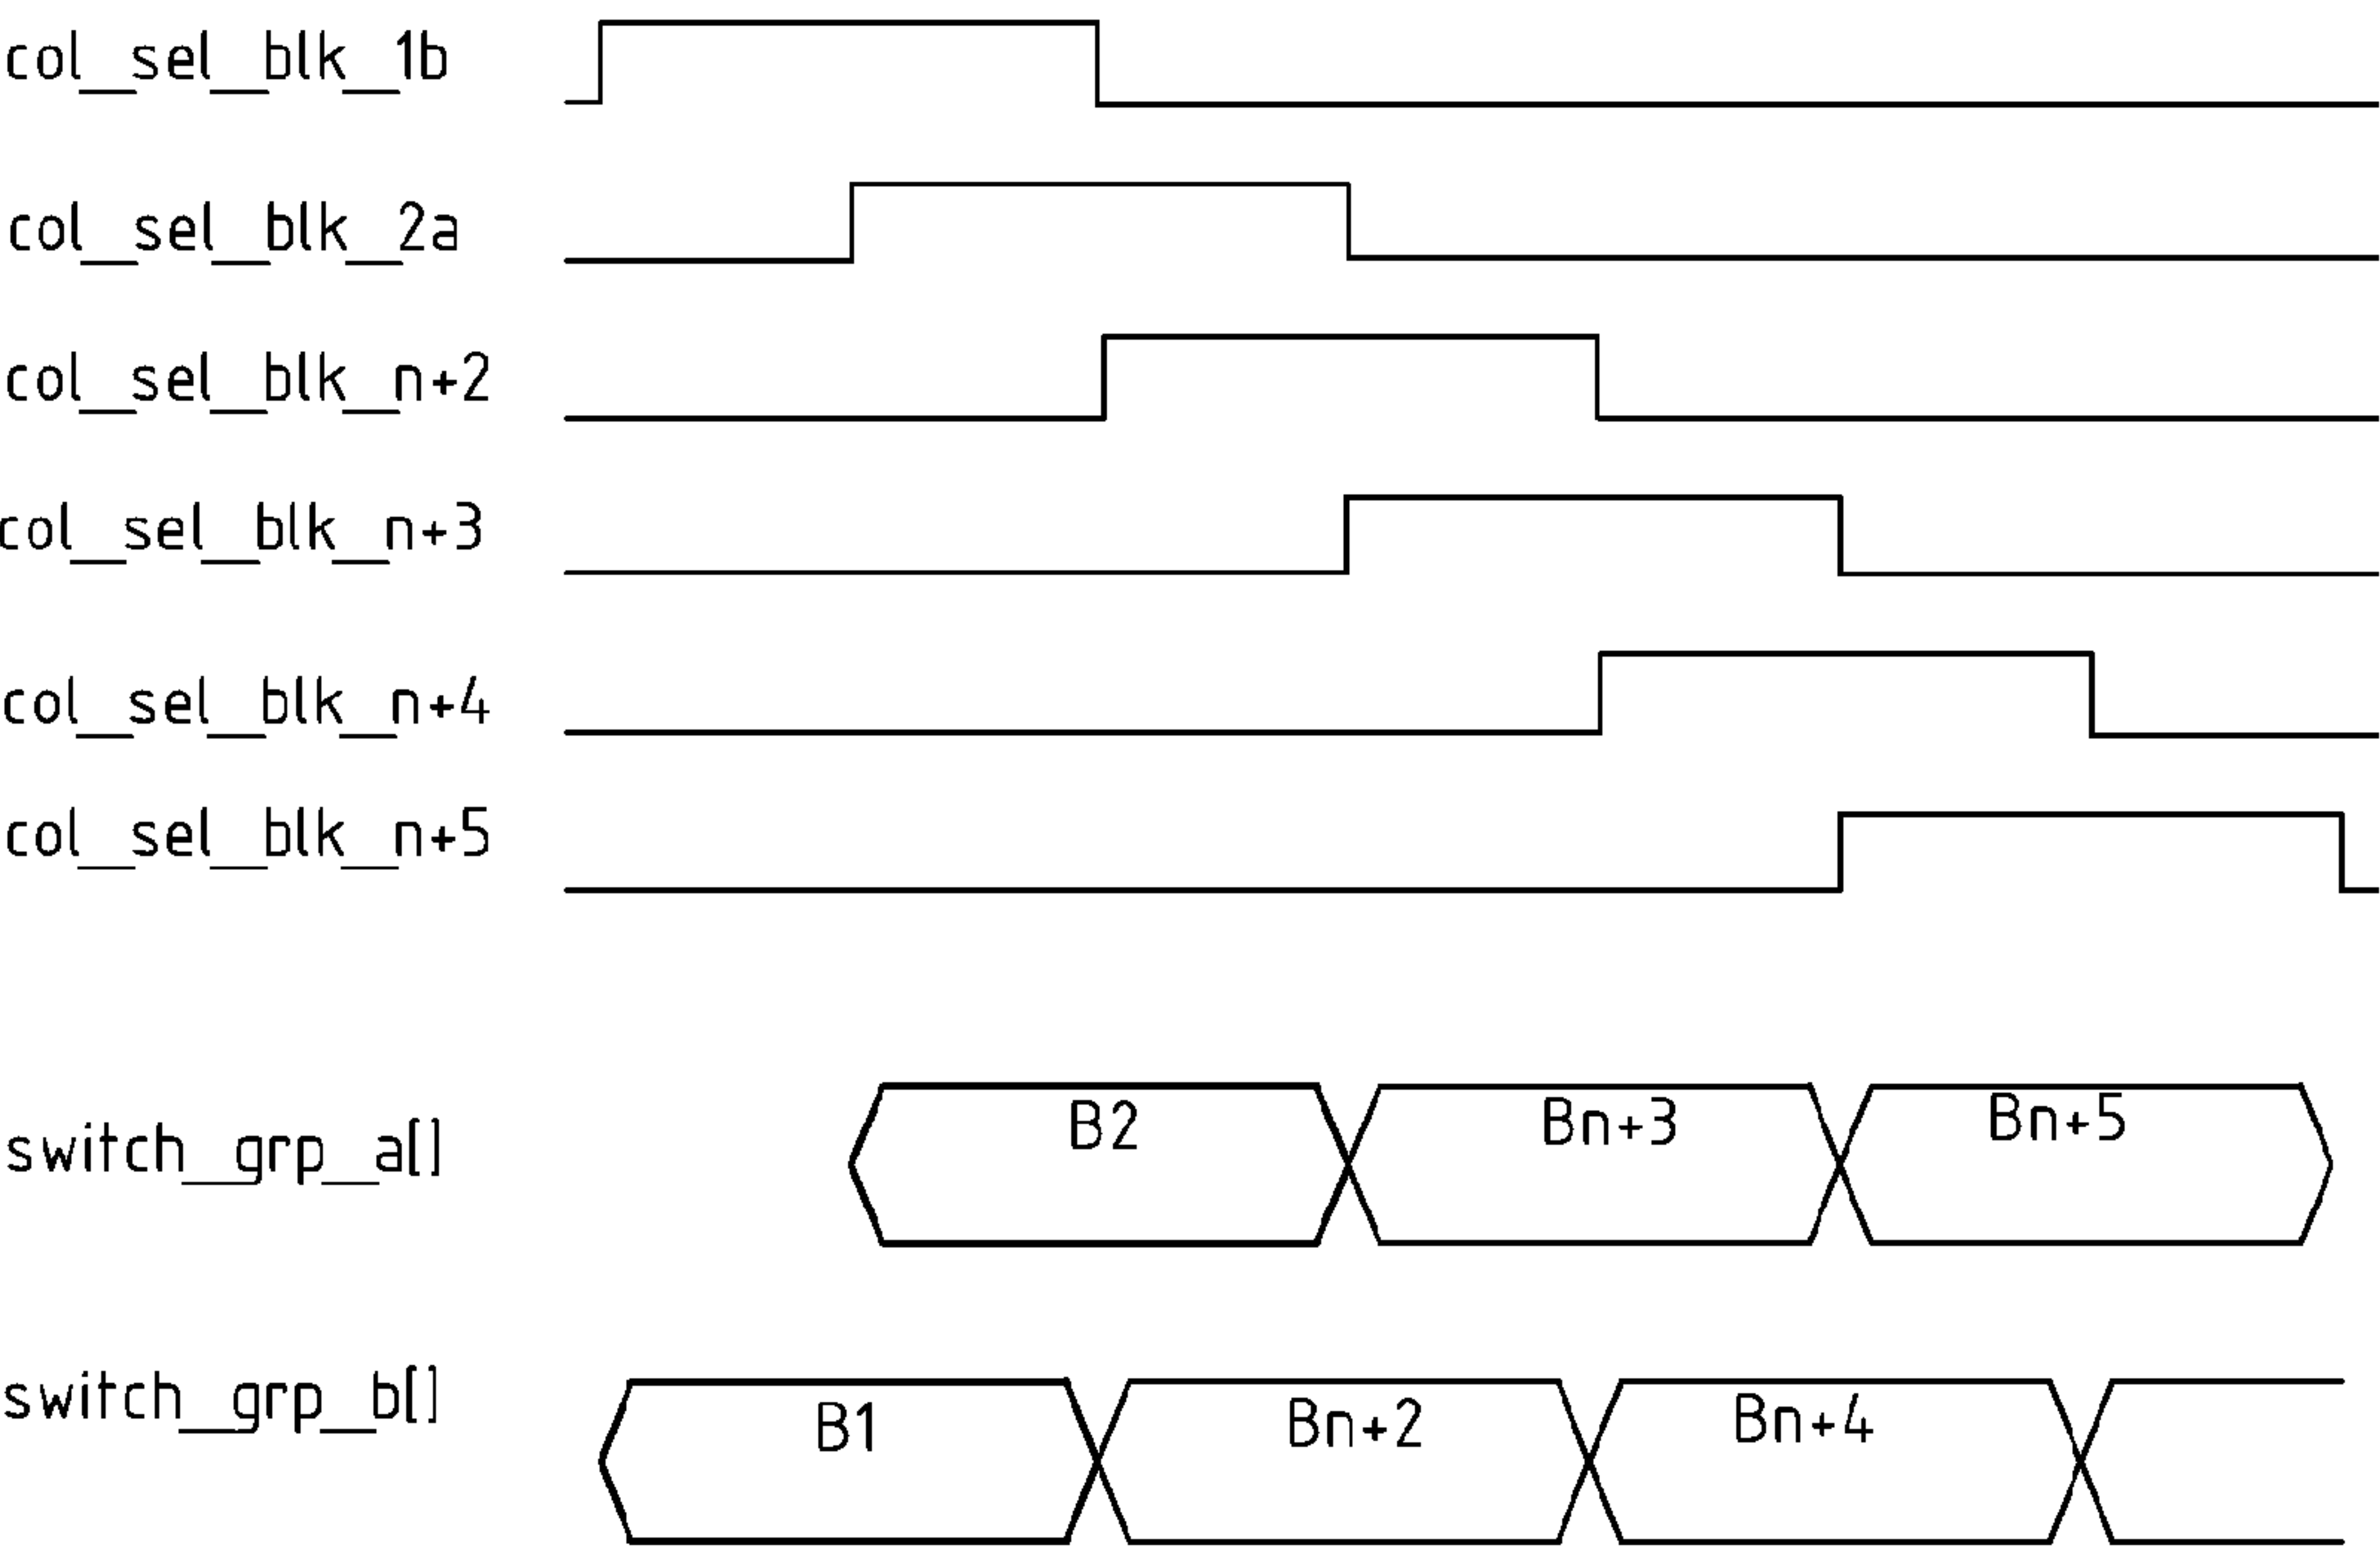 col_sel_blk_1b
col_sel_blk_2a
col_sel_blk_n+2
col_sel_blk_n+3
col_sel_blk_n+4
col_sel_blk_n+5
switch_grp_a[]
B2
Bn+3
Bn+5
switch_grp_b[]
B1
Bn+2
Bn+4